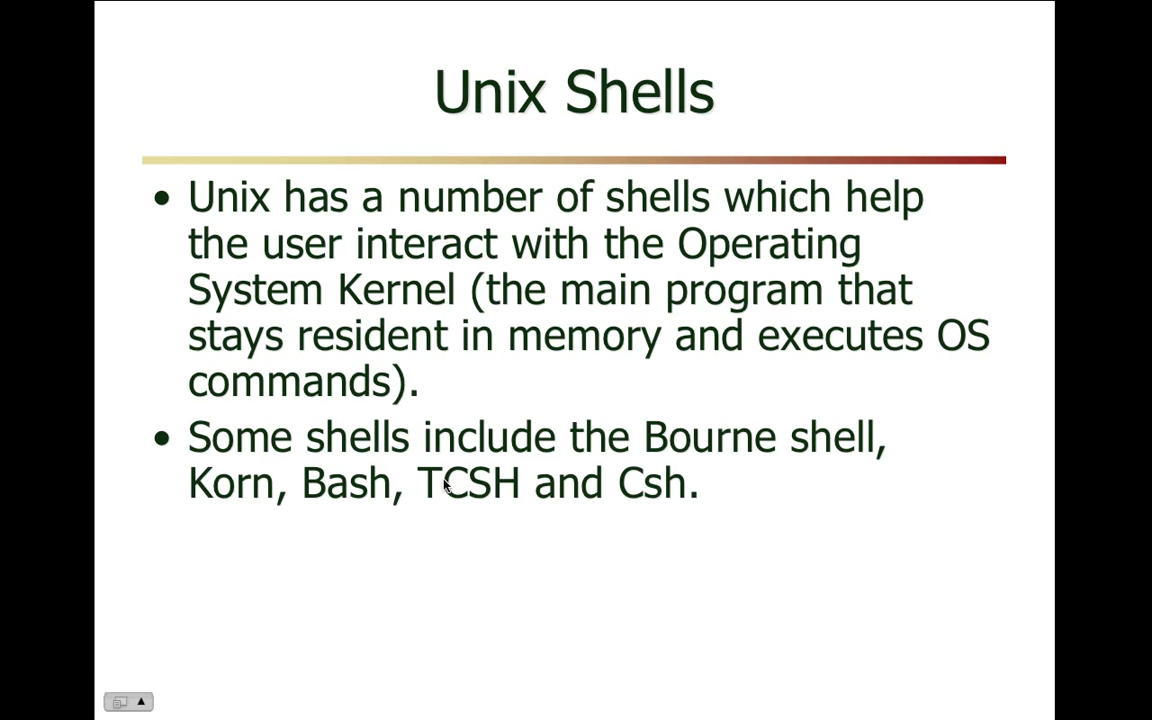 Unix Shells
• Unix has a number of shells which help
the user interact with the Operating
System Kernel (the main program that
stays resident in memory and executes OS
commands).
• Some shells include the Bourne shell,
Korn, Bash, TCSH and Csh.